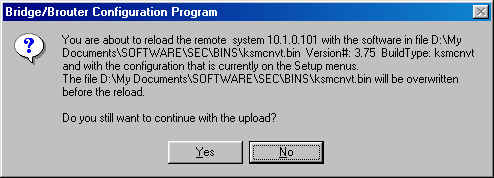 Bridge/Brouter Configuration Program
You are about to reload the remote  system 10.1.0.101 with the software in file D:\My
Documents\SOFTWARE\SEC\BINS\ksmcnvt.bin  Version#: 3.75  BuildType: ksmcnvt
and with the configuration that is currently on the Setup menus.
The file D:\My Documents\SOFTWARE\SEC\BINS\ksmcnvt.bin will be overwritten
before the reload.
Do you still want to continue with the upload?
Yes
No